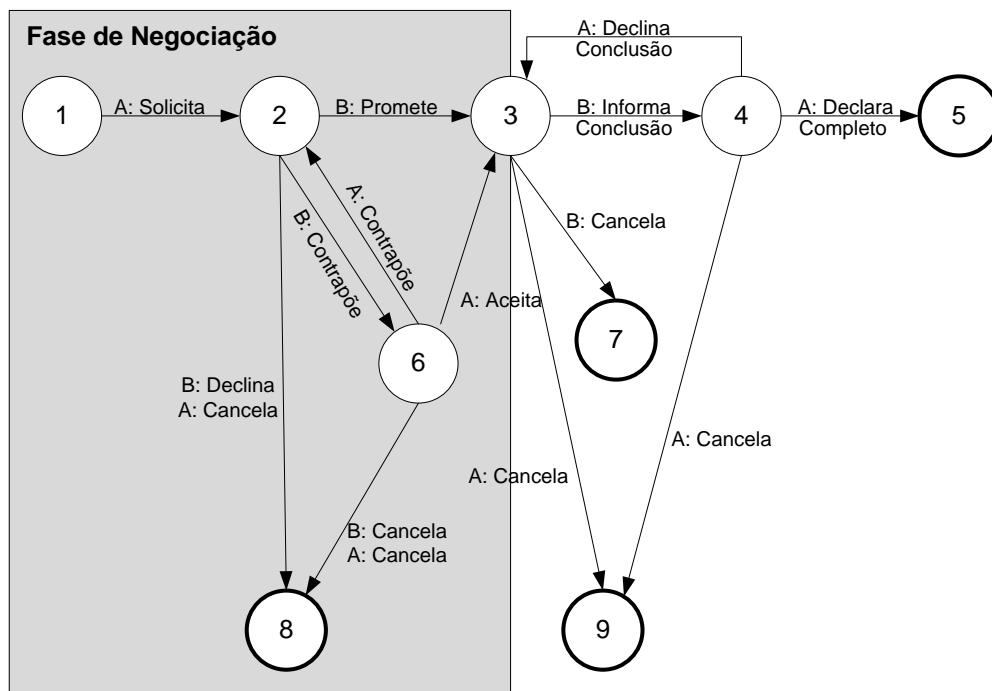 Fase de Negociação
A: Declina
Conclusão
1
A: Solicita
2
B: Promete
3
B: Informa
Conclusão
4
A: Declara
Completo
5
A: Contrapõe
B: Contrapõe
B: Cancela
A: Aceita
7
6
B: Declina
A: Cancela
A: Cancela
A: Cancela
B: Cancela
A: Cancela
8
9